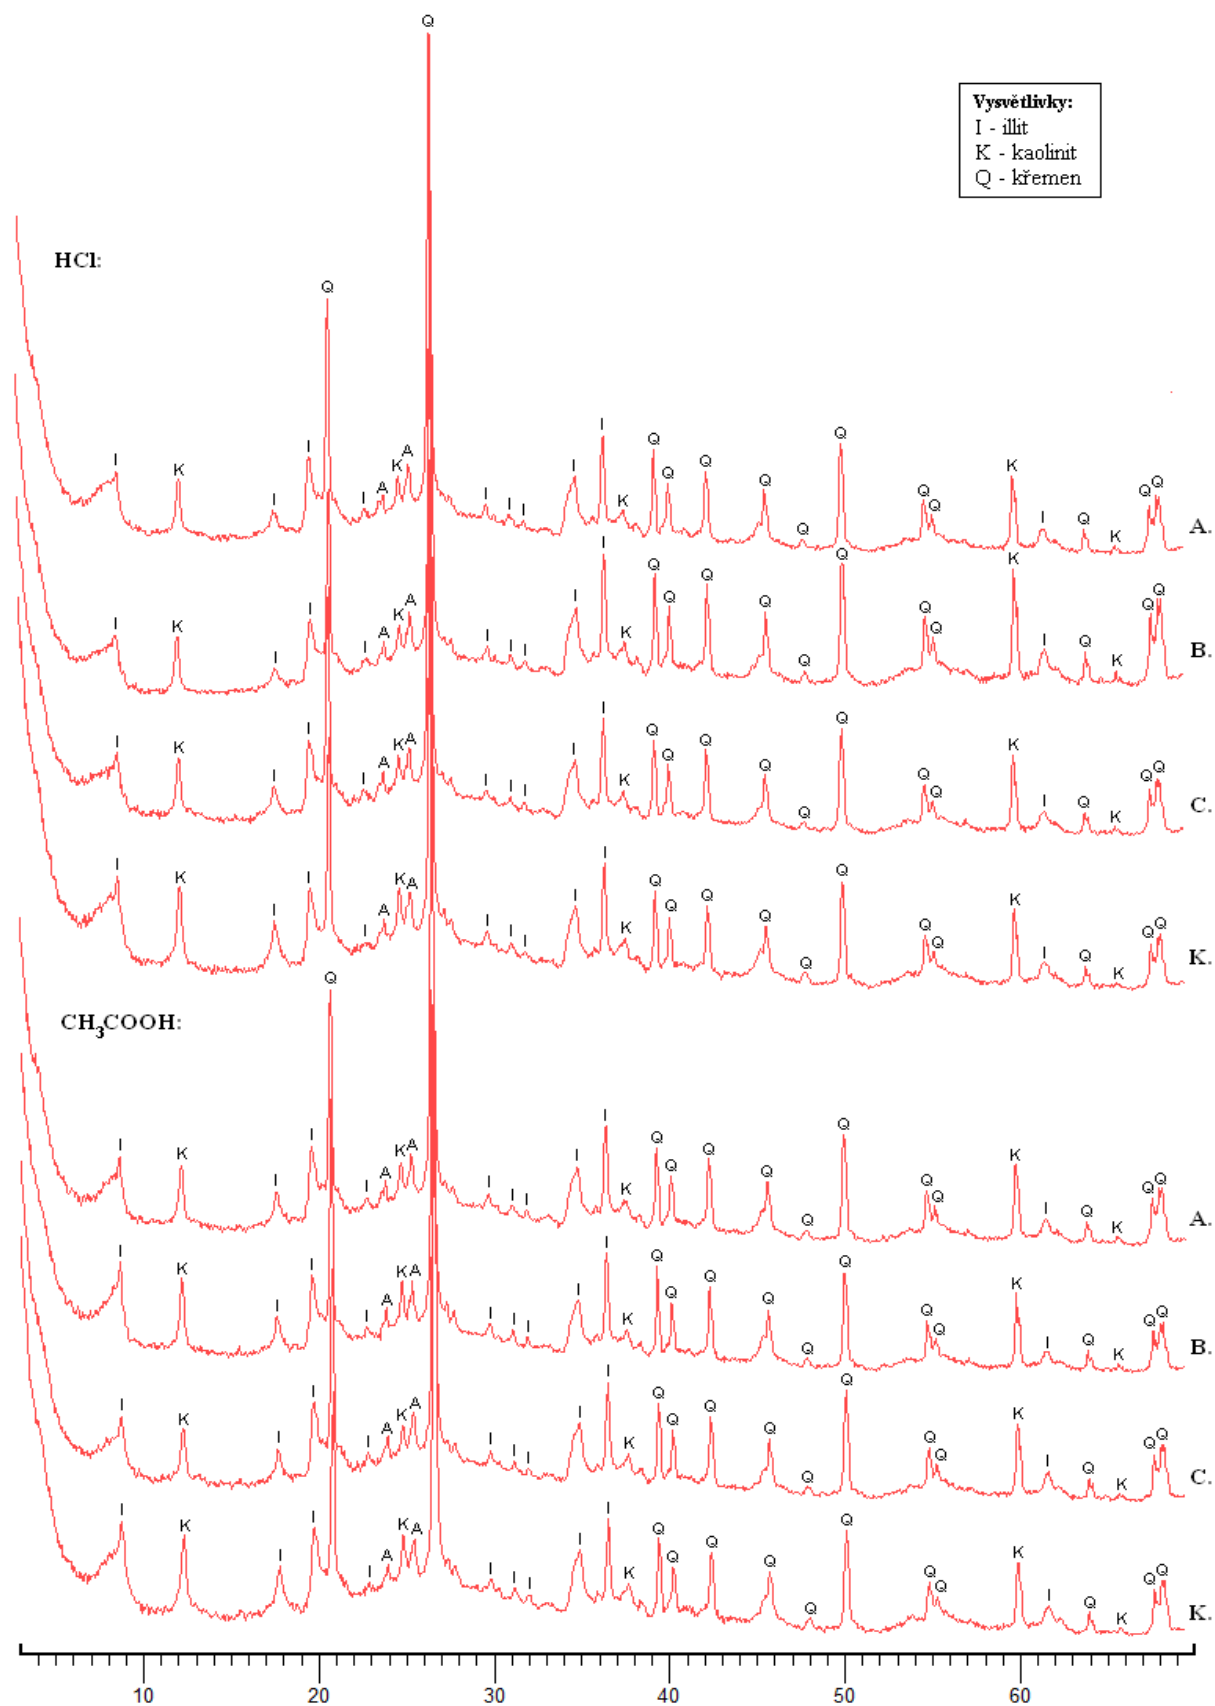 Q
Vysvětlivky:
I - illit
K - kaolinit
Q - křemen
HCl:
Q
I K I I I A K A I I I I I K Q Q Q Q Q Q Q Q K I Q K Q Q
A.
I K I I I A K A I I I I I K Q Q Q Q Q Q Q Q K I Q K Q Q
B.
I K I I I A K A I I I I I K Q Q Q Q Q Q Q Q K I Q K Q Q
C.
I K I I I A K A I I I I I K Q Q Q Q Q Q Q Q K I Q K Q Q
K.
Q
CH₃COOH:
I K I I I A K A I I I I I K Q Q Q Q Q Q Q Q K I Q K Q Q
A.
I K I I I A K A I I I I I K Q Q Q Q Q Q Q Q K I Q K Q Q
B.
I K I I I A K A I I I I I K Q Q Q Q Q Q Q Q K I Q K Q Q
C.
I K I I I A K A I I I I I K Q Q Q Q Q Q Q Q K I Q K Q Q
K.
10 20 30 40 50 60